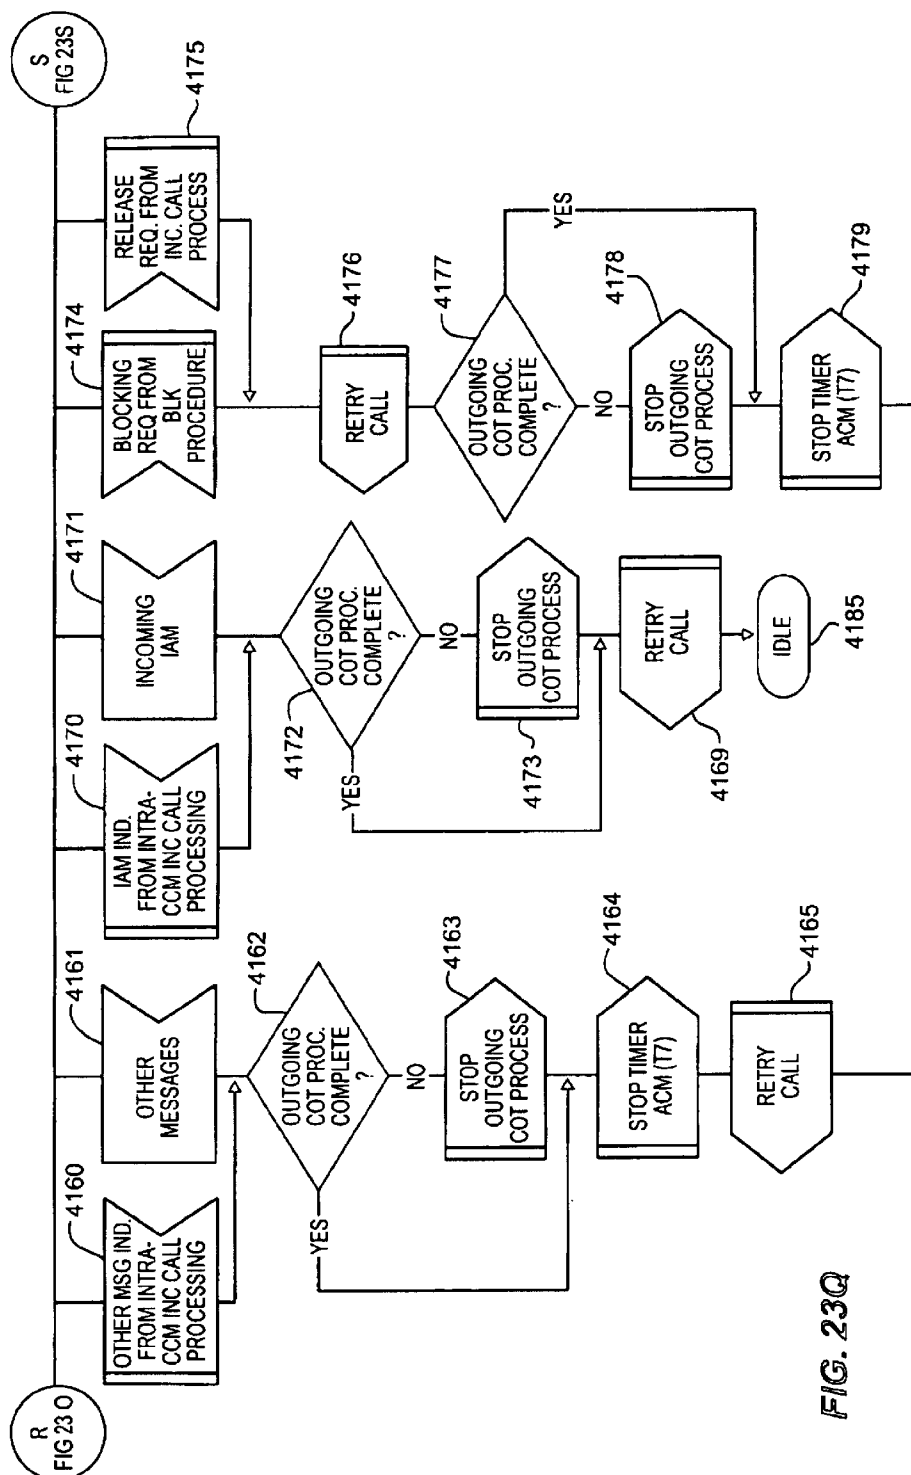 R
FIG 23 O
OTHER MSG IND.
FROM INTRA-
CCM INC CALL
PROCESSING
4160
OTHER
MESSAGES
4161
OUTGOING
COT PROC.
COMPLETE
?
4162
YES
NO
STOP
OUTGOING
COT PROCESS
4163
STOP TIMER
ACM (T7)
4164
RETRY
CALL
4165
IAM IND.
FROM INTRA-
CCM INC CALL
PROCESSING
4170
INCOMING
IAM
4171
OUTGOING
COT PROC.
COMPLETE
?
4172
YES
NO
STOP
OUTGOING
COT PROCESS
4173
RETRY
CALL
4169
IDLE
4185
BLOCKING
REQ FROM
BLK
PROCEDURE
4174
RELEASE
REQ. FROM
INC. CALL
PROCESS
4175
RETRY
CALL
4176
OUTGOING
COT PROC.
COMPLETE
?
4177
YES
NO
STOP
OUTGOING
COT PROCESS
4178
STOP TIMER
ACM (T7)
4179
S
FIG 23S
FIG. 23Q